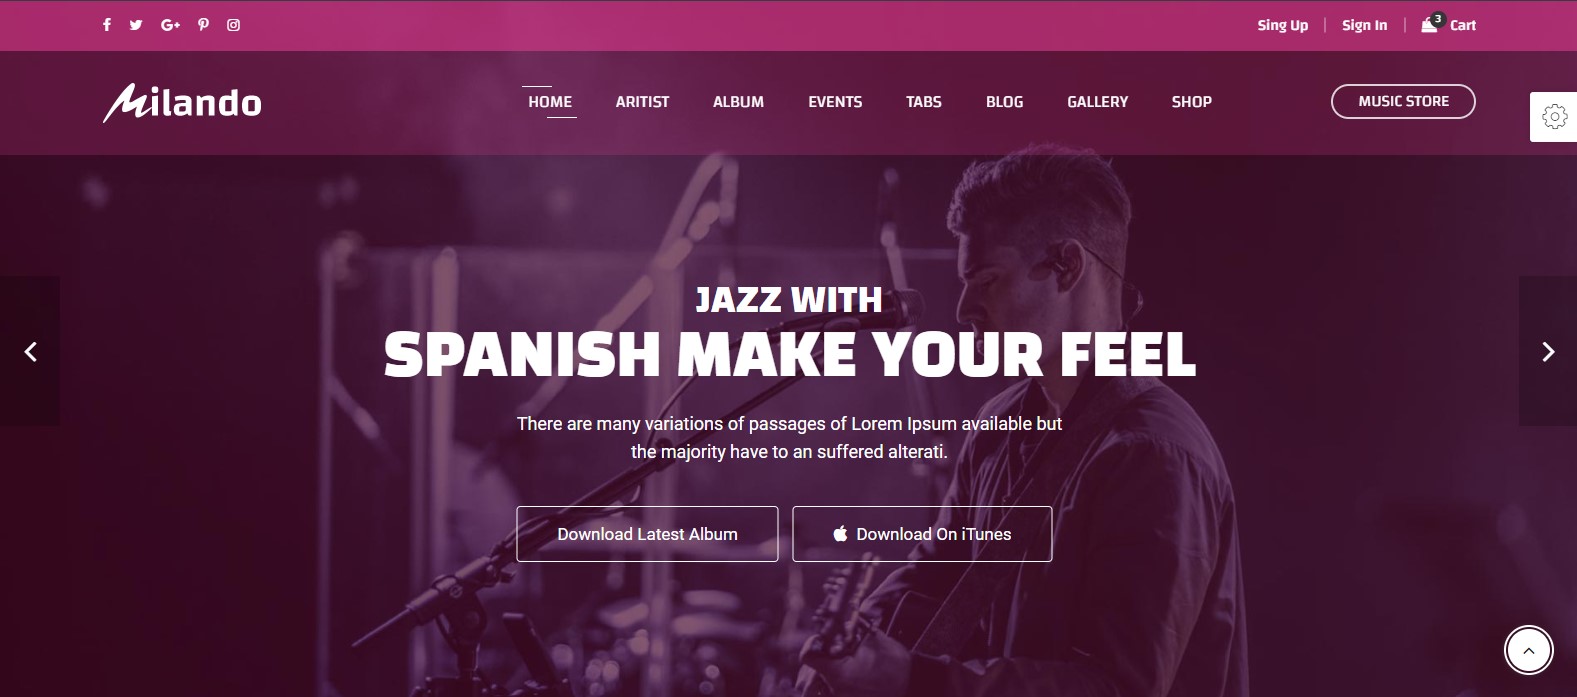 Sing Up
Sign In
3
Cart
Milando
HOME
ARITIST
ALBUM
EVENTS
TABS
BLOG
GALLERY
SHOP
MUSIC STORE
JAZZ WITH
SPANISH MAKE YOUR FEEL
There are many variations of passages of Lorem Ipsum available but
the majority have to an suffered alterati.
Download Latest Album
Download On iTunes